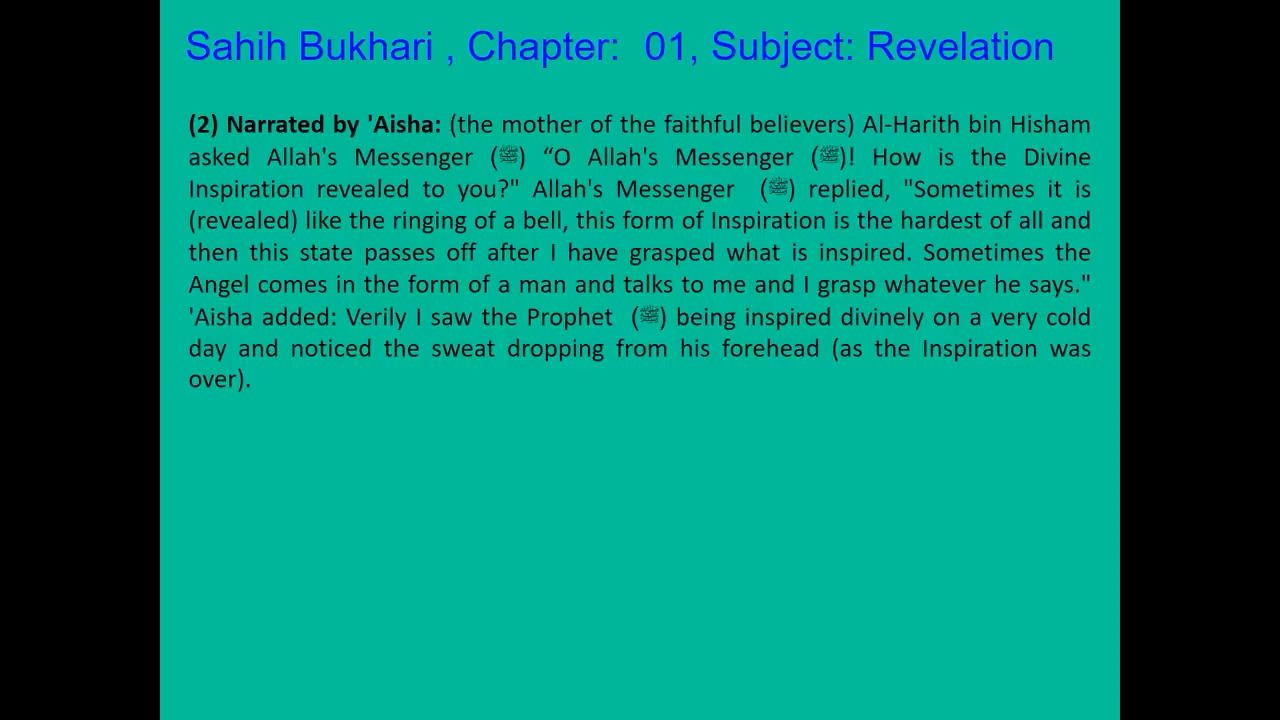 Sahih Bukhari , Chapter:  01, Subject: Revelation
(2) Narrated by 'Aisha: (the mother of the faithful believers) Al-Harith bin Hisham
asked Allah's Messenger (ﷺ) “O Allah's Messenger (ﷺ)! How is the Divine
Inspiration revealed to you?" Allah's Messenger  (ﷺ) replied, "Sometimes it is
(revealed) like the ringing of a bell, this form of Inspiration is the hardest of all and
then this state passes off after I have grasped what is inspired. Sometimes the
Angel comes in the form of a man and talks to me and I grasp whatever he says."
'Aisha added: Verily I saw the Prophet  (ﷺ) being inspired divinely on a very cold
day and noticed the sweat dropping from his forehead (as the Inspiration was
over).